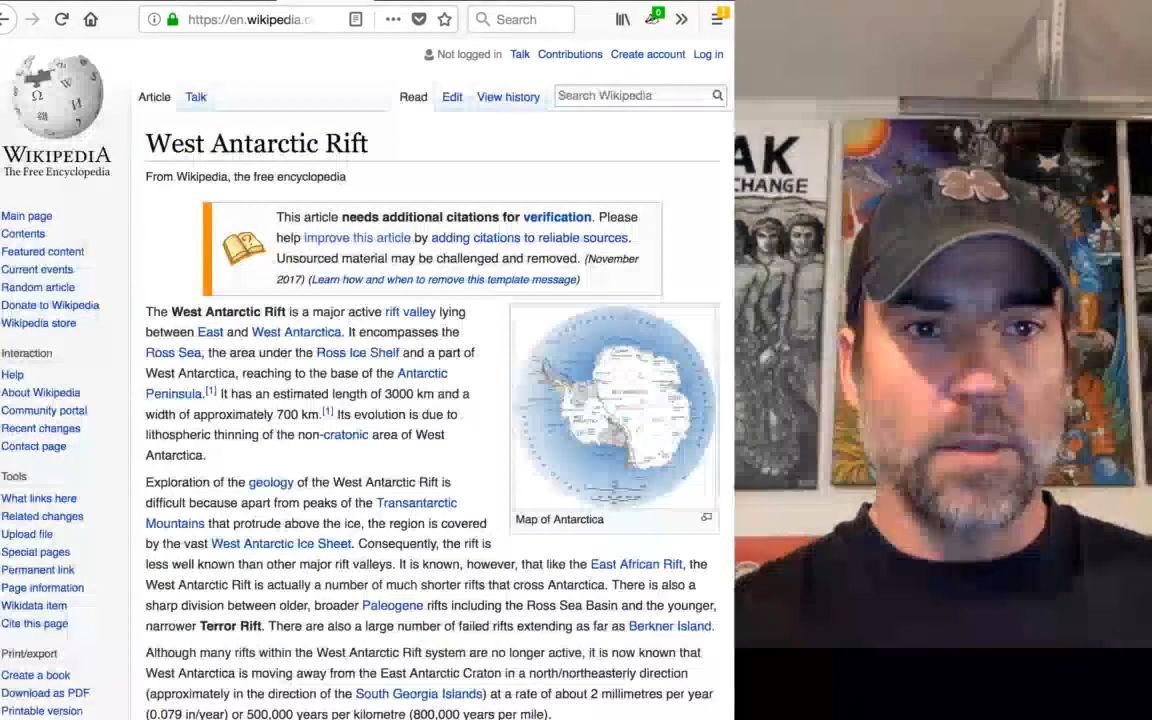 https://en.wikipedia.o
Search
0
Not logged in Talk Contributions Create account Log in
Article Talk Read Edit View history Search Wikipedia
WIKIPEDIA
The Free Encyclopedia
West Antarctic Rift
From Wikipedia, the free encyclopedia
Main page
Contents
Featured content
Current events
Random article
Donate to Wikipedia
Wikipedia store
Interaction
Help
About Wikipedia
Community portal
Recent changes
Contact page
Tools
What links here
Related changes
Upload file
Special pages
Permanent link
Page information
Wikidata item
Cite this page
Print/export
Create a book
Download as PDF
Printable version
This article needs additional citations for verification. Please
help improve this article by adding citations to reliable sources.
Unsourced material may be challenged and removed. (November
2017) (Learn how and when to remove this template message)
The West Antarctic Rift is a major active rift valley lying
between East and West Antarctica. It encompasses the
Ross Sea, the area under the Ross Ice Shelf and a part of
West Antarctica, reaching to the base of the Antarctic
Peninsula.[1] It has an estimated length of 3000 km and a
width of approximately 700 km.[1] Its evolution is due to
lithospheric thinning of the non-cratonic area of West
Antarctica.
Map of Antarctica
Exploration of the geology of the West Antarctic Rift is
difficult because apart from peaks of the Transantarctic
Mountains that protrude above the ice, the region is covered
by the vast West Antarctic Ice Sheet. Consequently, the rift is
less well known than other major rift valleys. It is known, however, that like the East African Rift, the
West Antarctic Rift is actually a number of much shorter rifts that cross Antarctica. There is also a
sharp division between older, broader Paleogene rifts including the Ross Sea Basin and the younger,
narrower Terror Rift. There are also a large number of failed rifts extending as far as Berkner Island.
Although many rifts within the West Antarctic Rift system are no longer active, it is now known that
West Antarctica is moving away from the East Antarctic Craton in a north/northeasterly direction
(approximately in the direction of the South Georgia Islands) at a rate of about 2 millimetres per year
(0.079 in/year) or 500,000 years per kilometre (800,000 years per mile).
AK
CHANGE